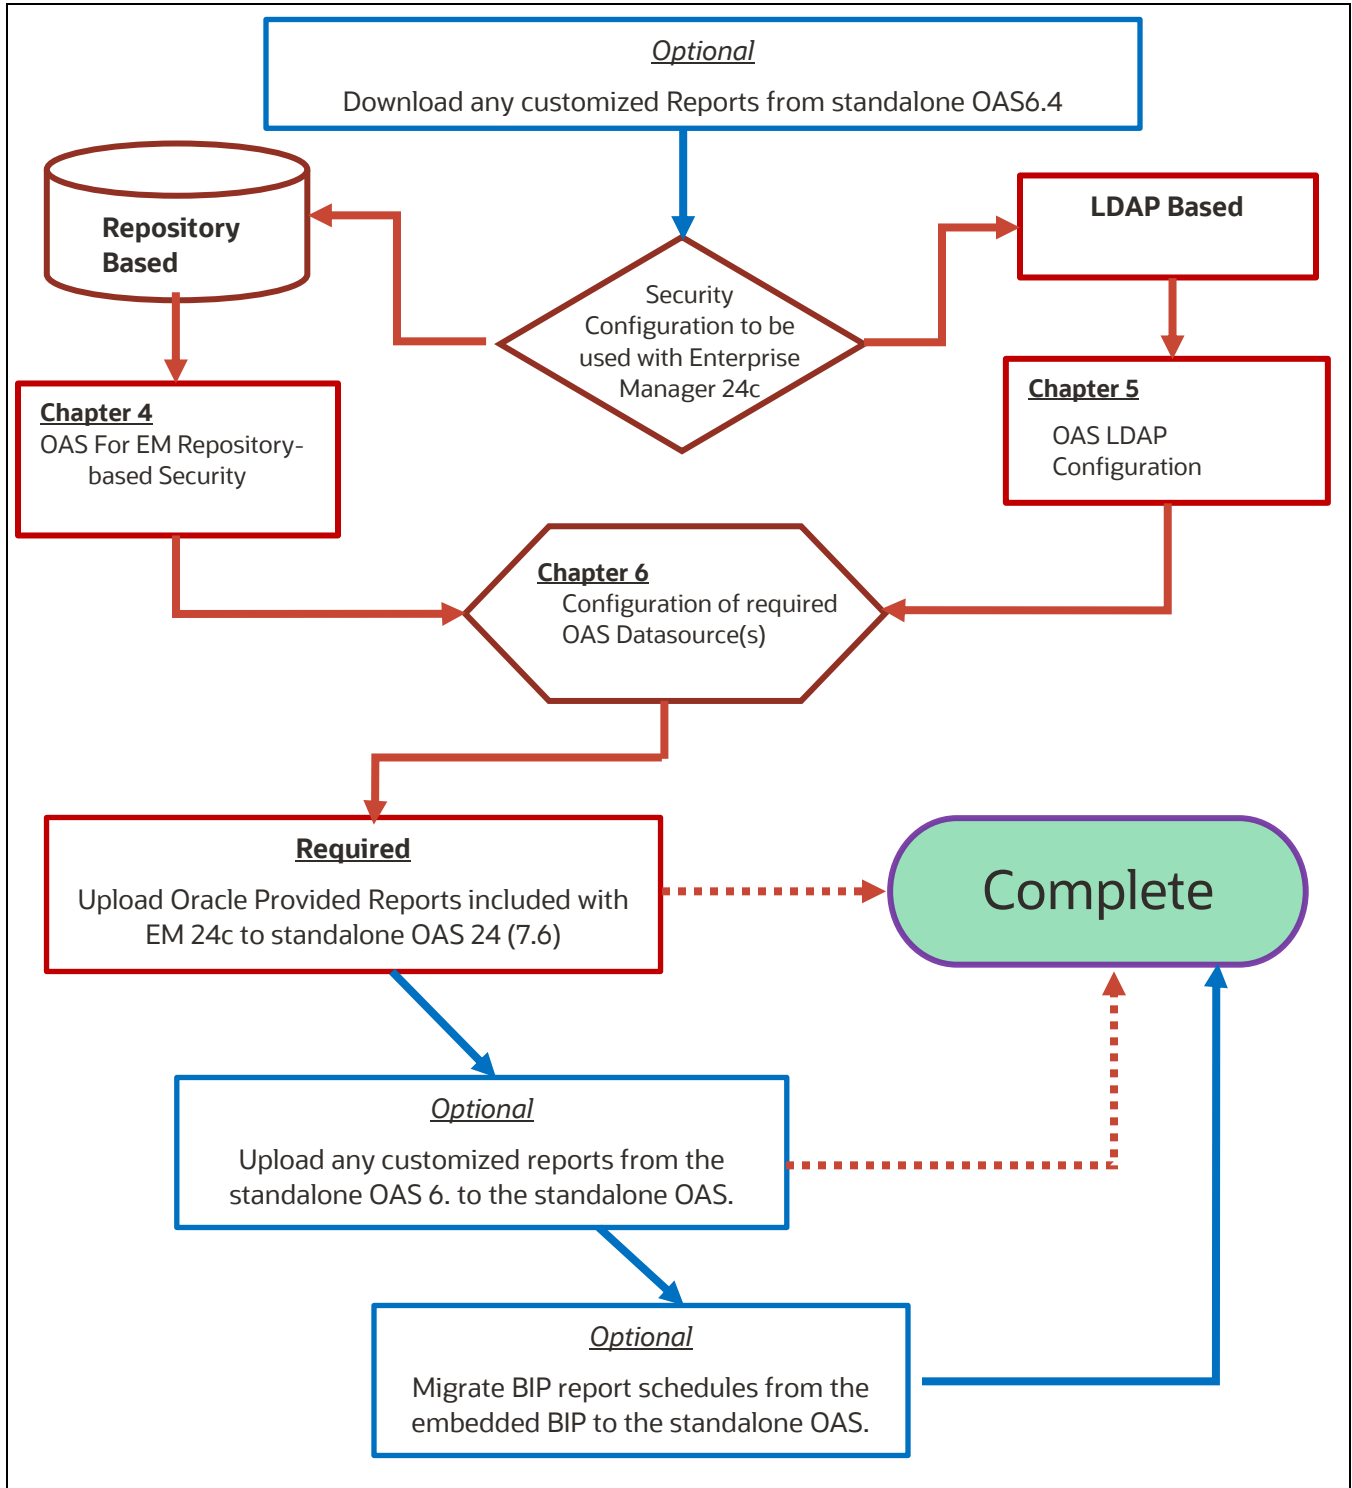 Optional
Download any customized Reports from standalone OAS6.4
Repository
Based
LDAP Based
Security
Configuration to be
used with Enterprise
Manager 24c
Chapter 4
OAS For EM Repository-
based Security
Chapter 5
OAS LDAP
Configuration
Chapter 6
Configuration of required
OAS Datasource(s)
Required
Upload Oracle Provided Reports included with
EM 24c to standalone OAS 24 (7.6)
Complete
Optional
Upload any customized reports from the
standalone OAS 6. to the standalone OAS.
Optional
Migrate BIP report schedules from the
embedded BIP to the standalone OAS.